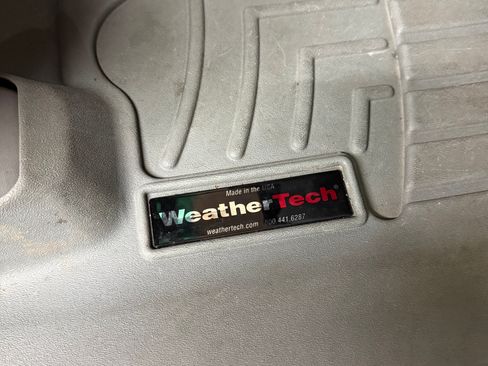 Made in the USA
WeatherTech®
weathertech.com 800.441.6287